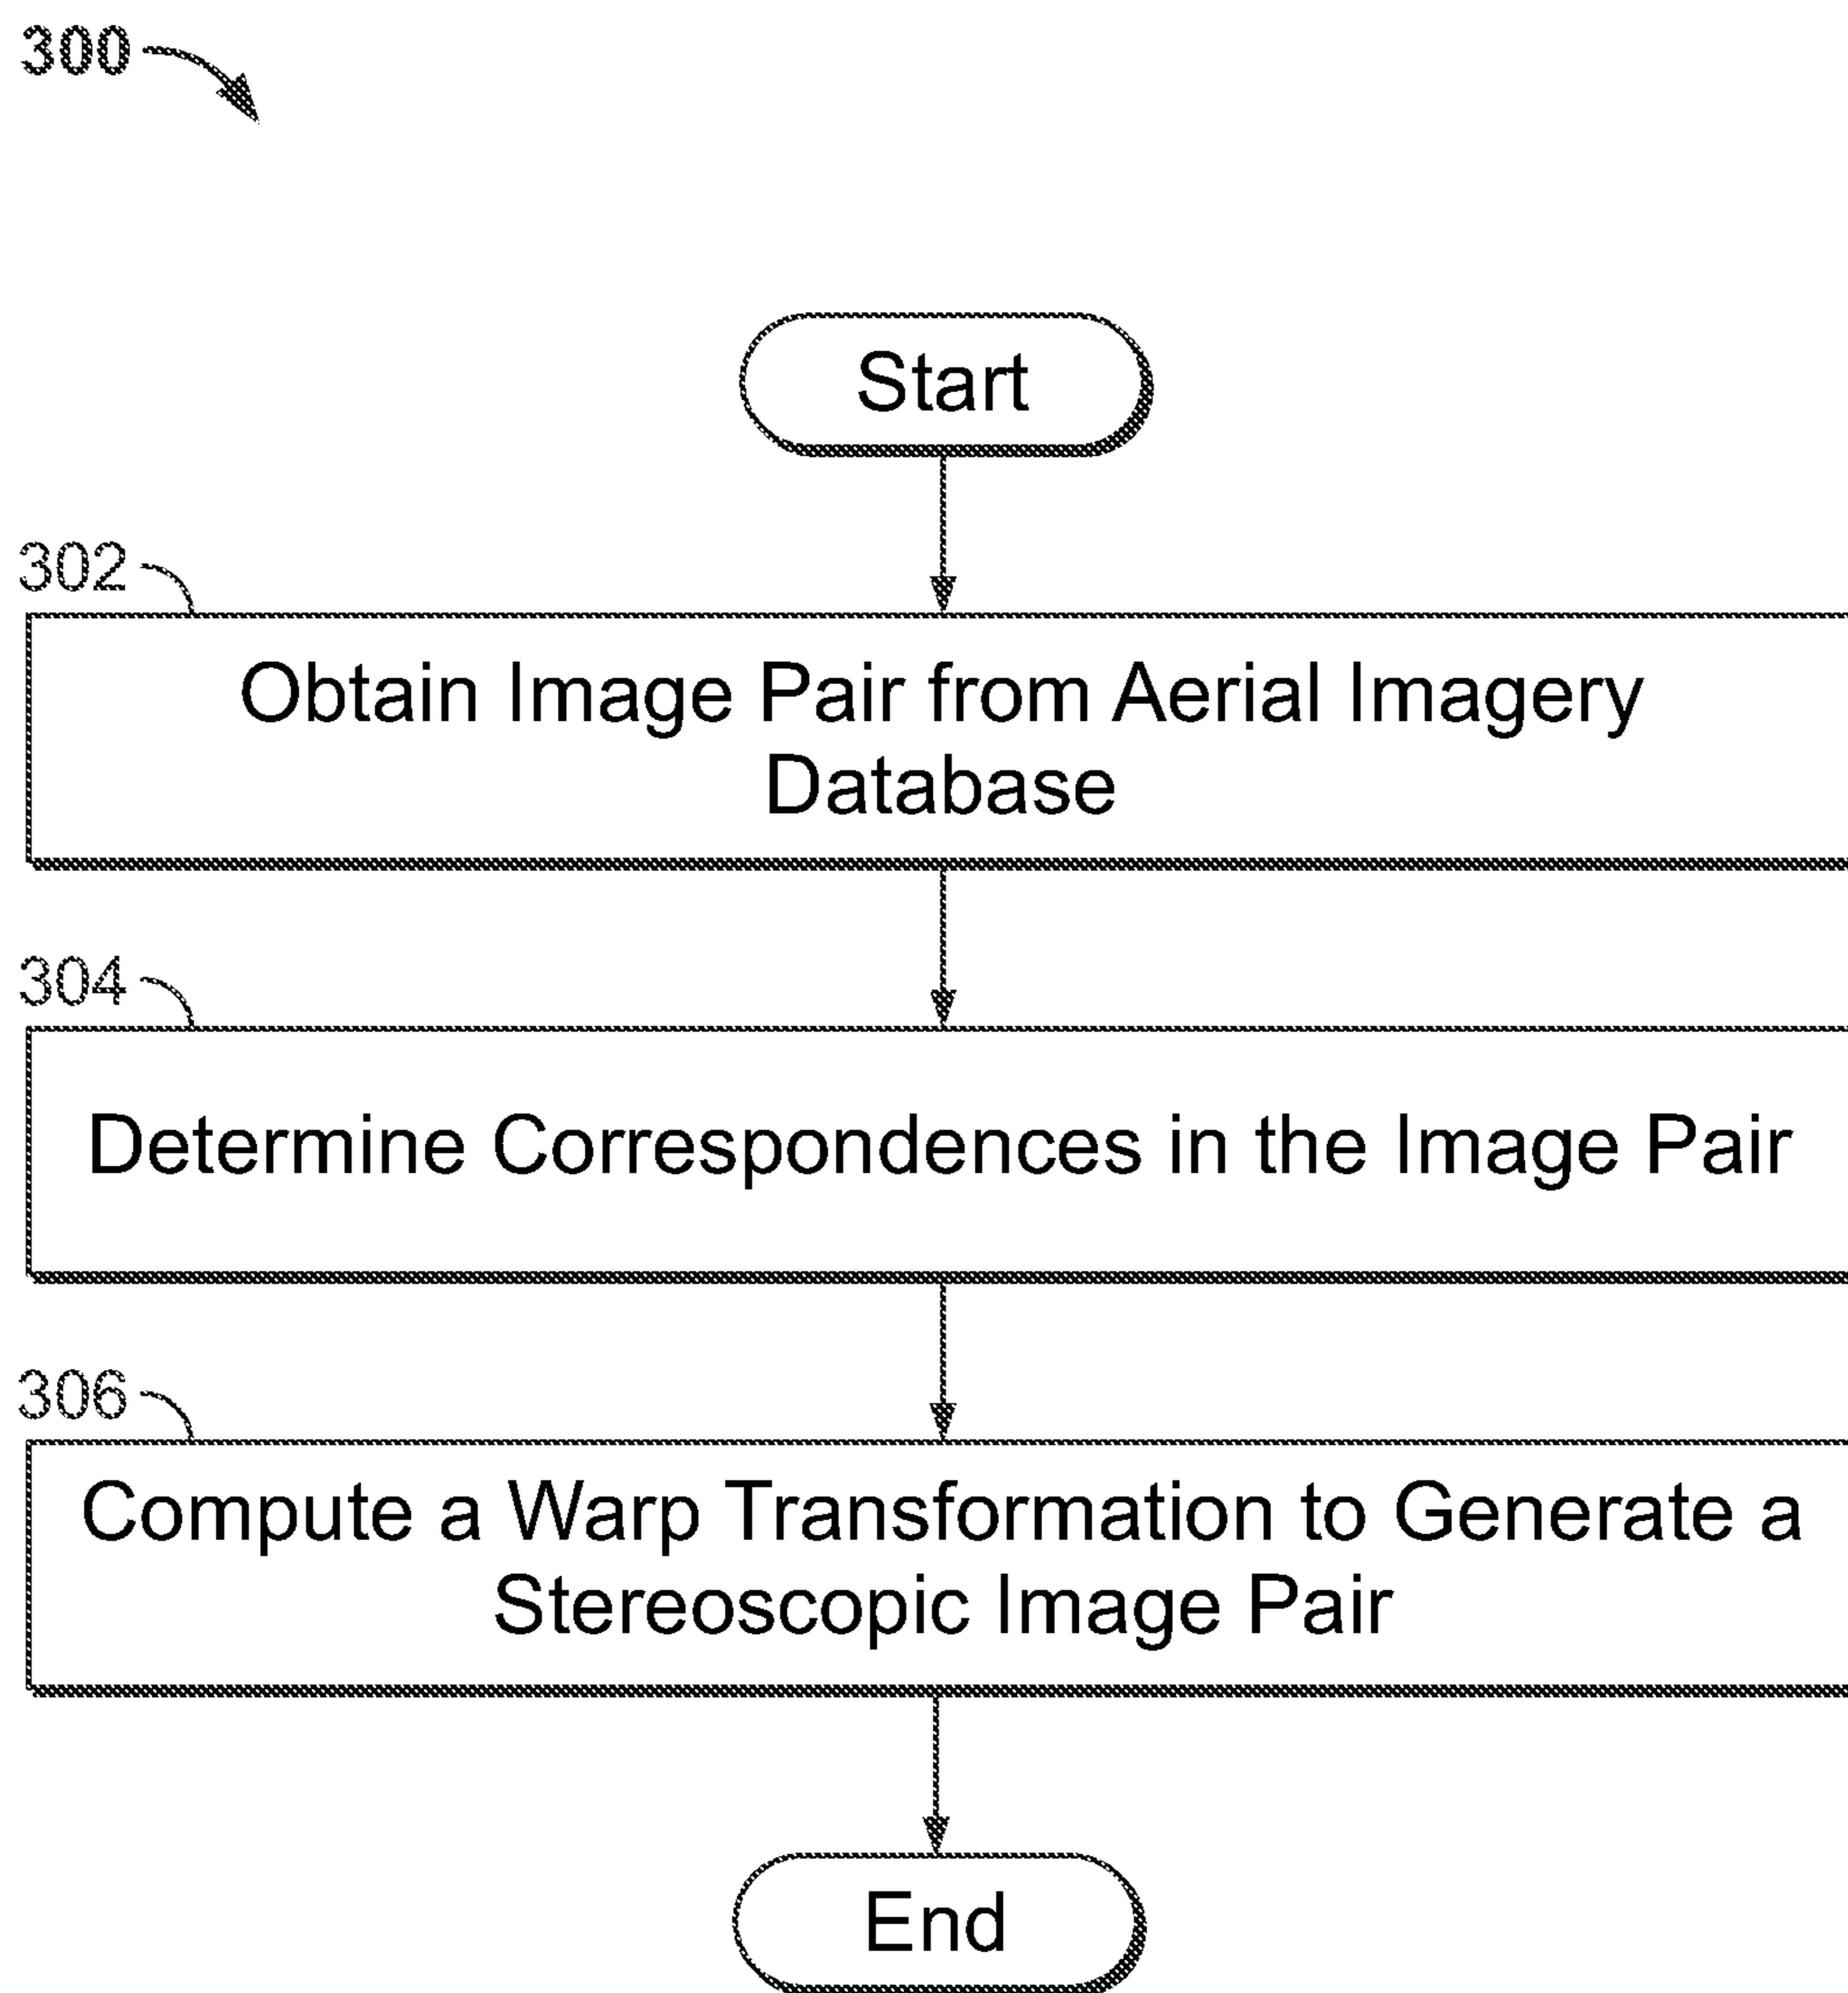 300
Start
302
Obtain Image Pair from Aerial Imagery
Database
304
Determine Correspondences in the Image Pair
306
Compute a Warp Transformation to Generate a
Stereoscopic Image Pair
End